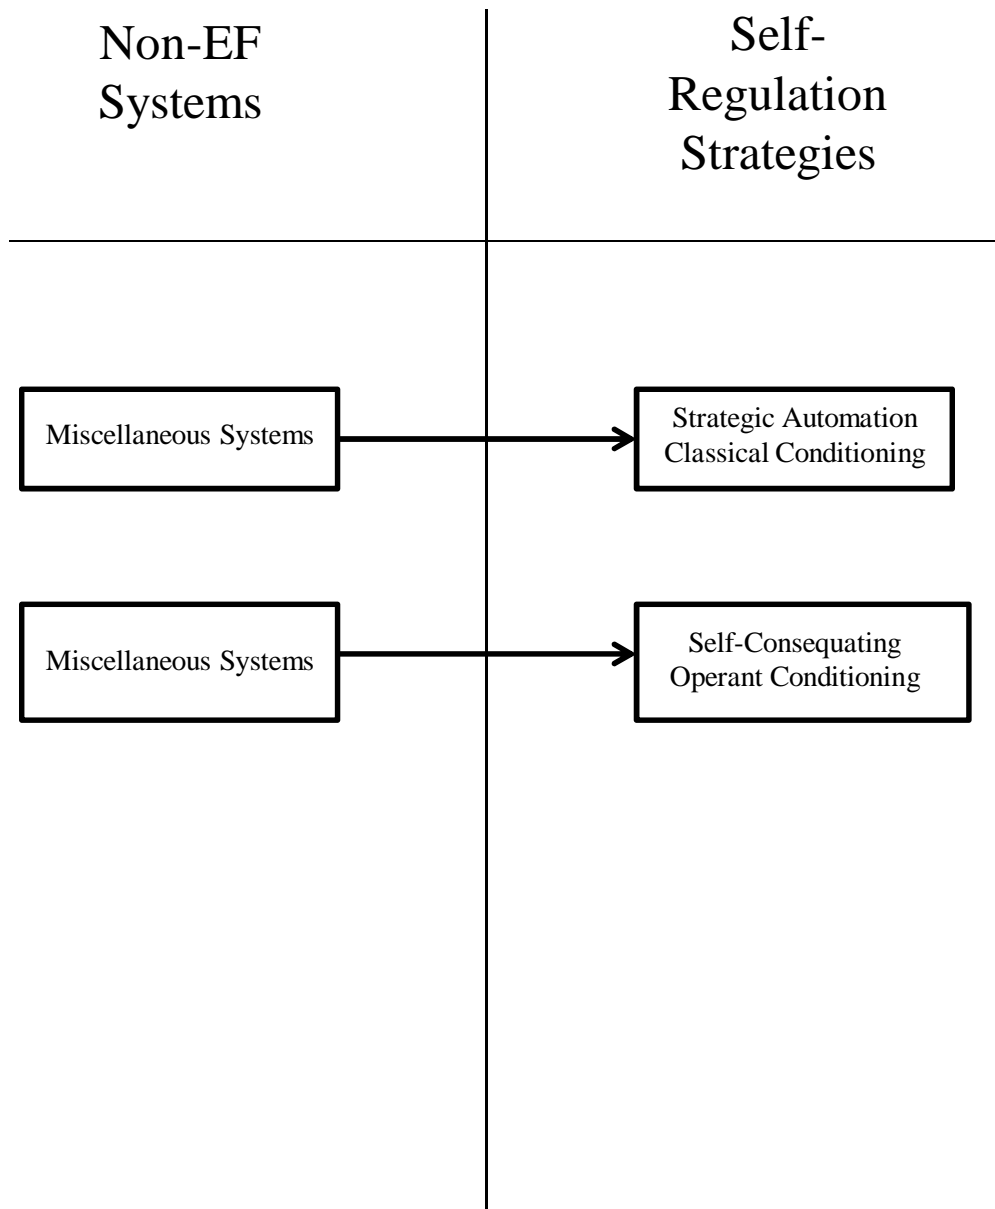 Non-EF
Systems
Self-
Regulation
Strategies
Miscellaneous Systems
Strategic Automation
Classical Conditioning
Miscellaneous Systems
Self-Consequating
Operant Conditioning